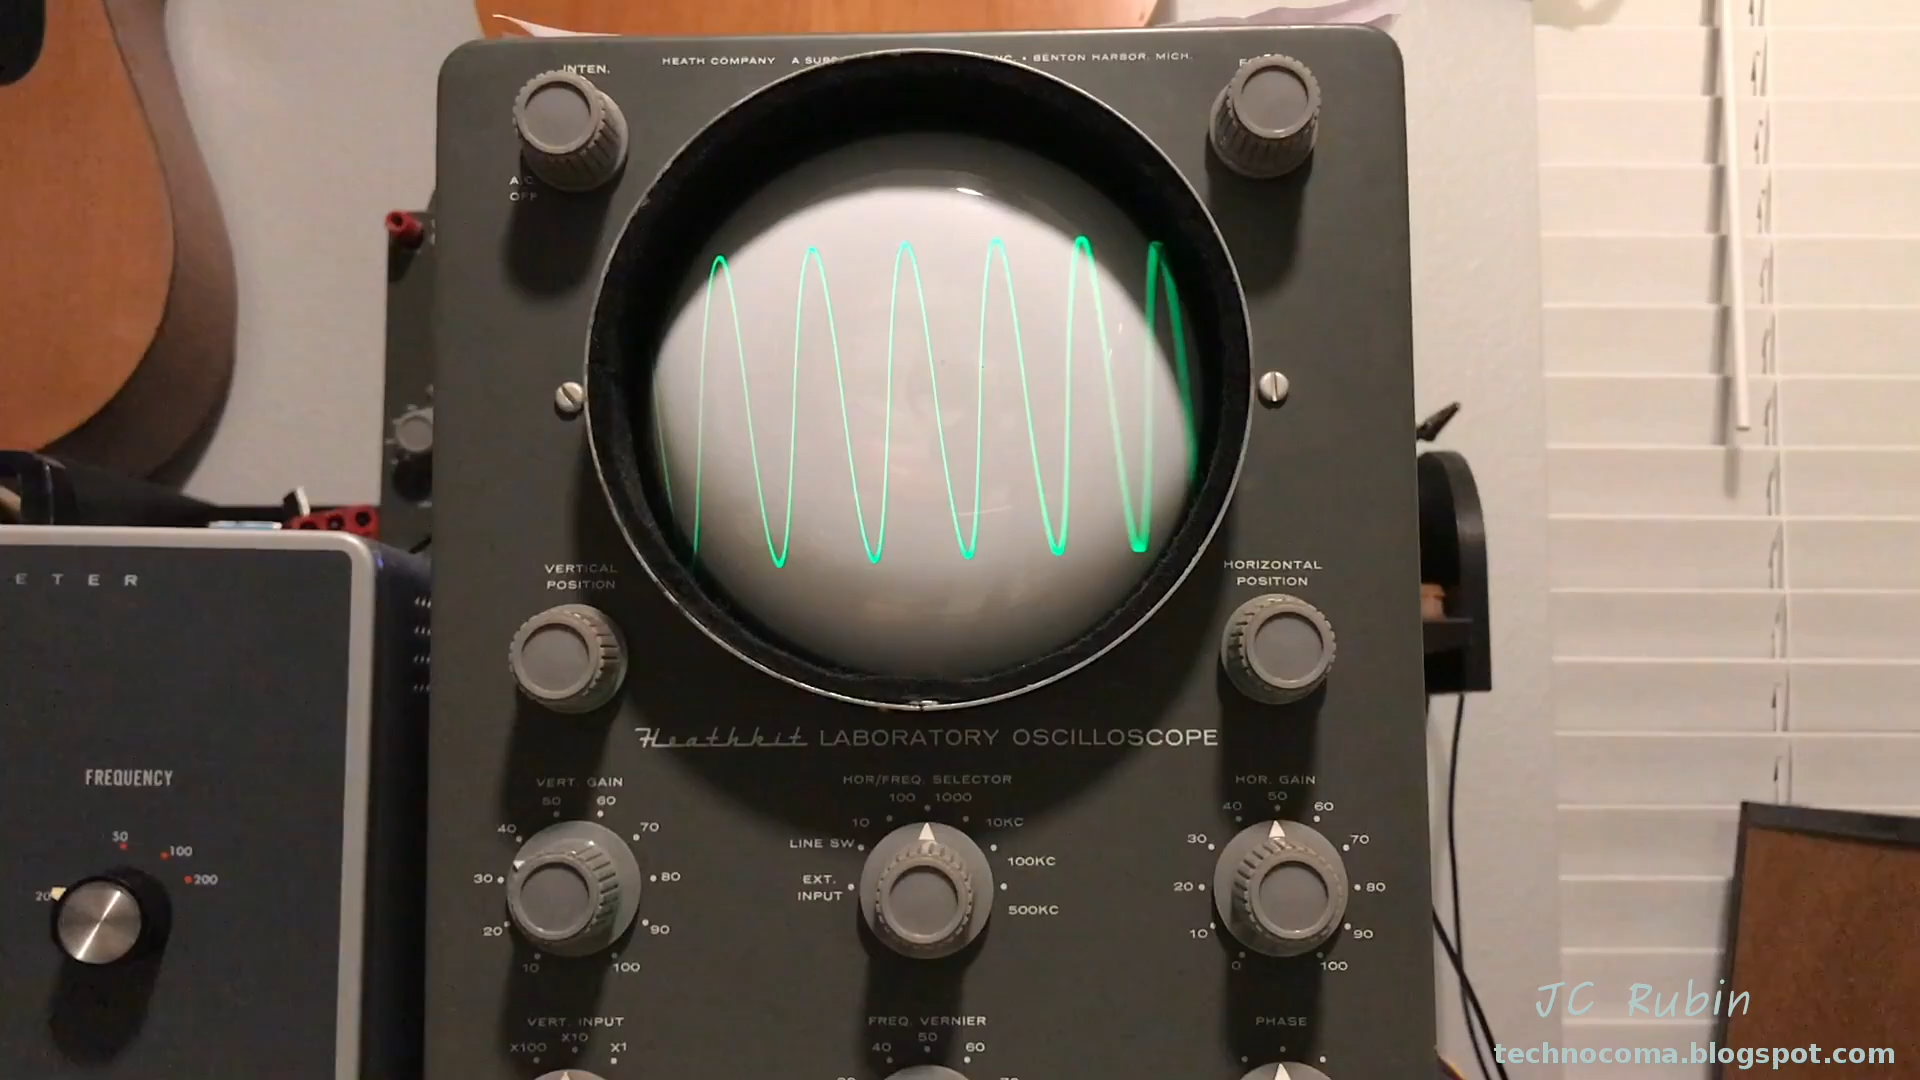 HEATH COMPANY A SUBS INC. • BENTON HARBOR, MICH.
INTEN.
A.C.
OFF
VERTICAL
POSITION
HORIZONTAL
POSITION
Heathkit LABORATORY OSCILLOSCOPE
VERT. GAIN
10 20 30 40 50 60 70 80 90 100
HOR/FREQ. SELECTOR
EXT.
INPUT
LINE SW.
10 100 1000 10KC 100KC 500KC
HOR. GAIN
0 10 20 30 40 50 60 70 80 90 100
VERT. INPUT
X100 X10 X1
FREQ. VERNIER
40 50 60
PHASE
ETER
FREQUENCY
20 50 100 200
JC Rubin
technocoma.blogspot.com